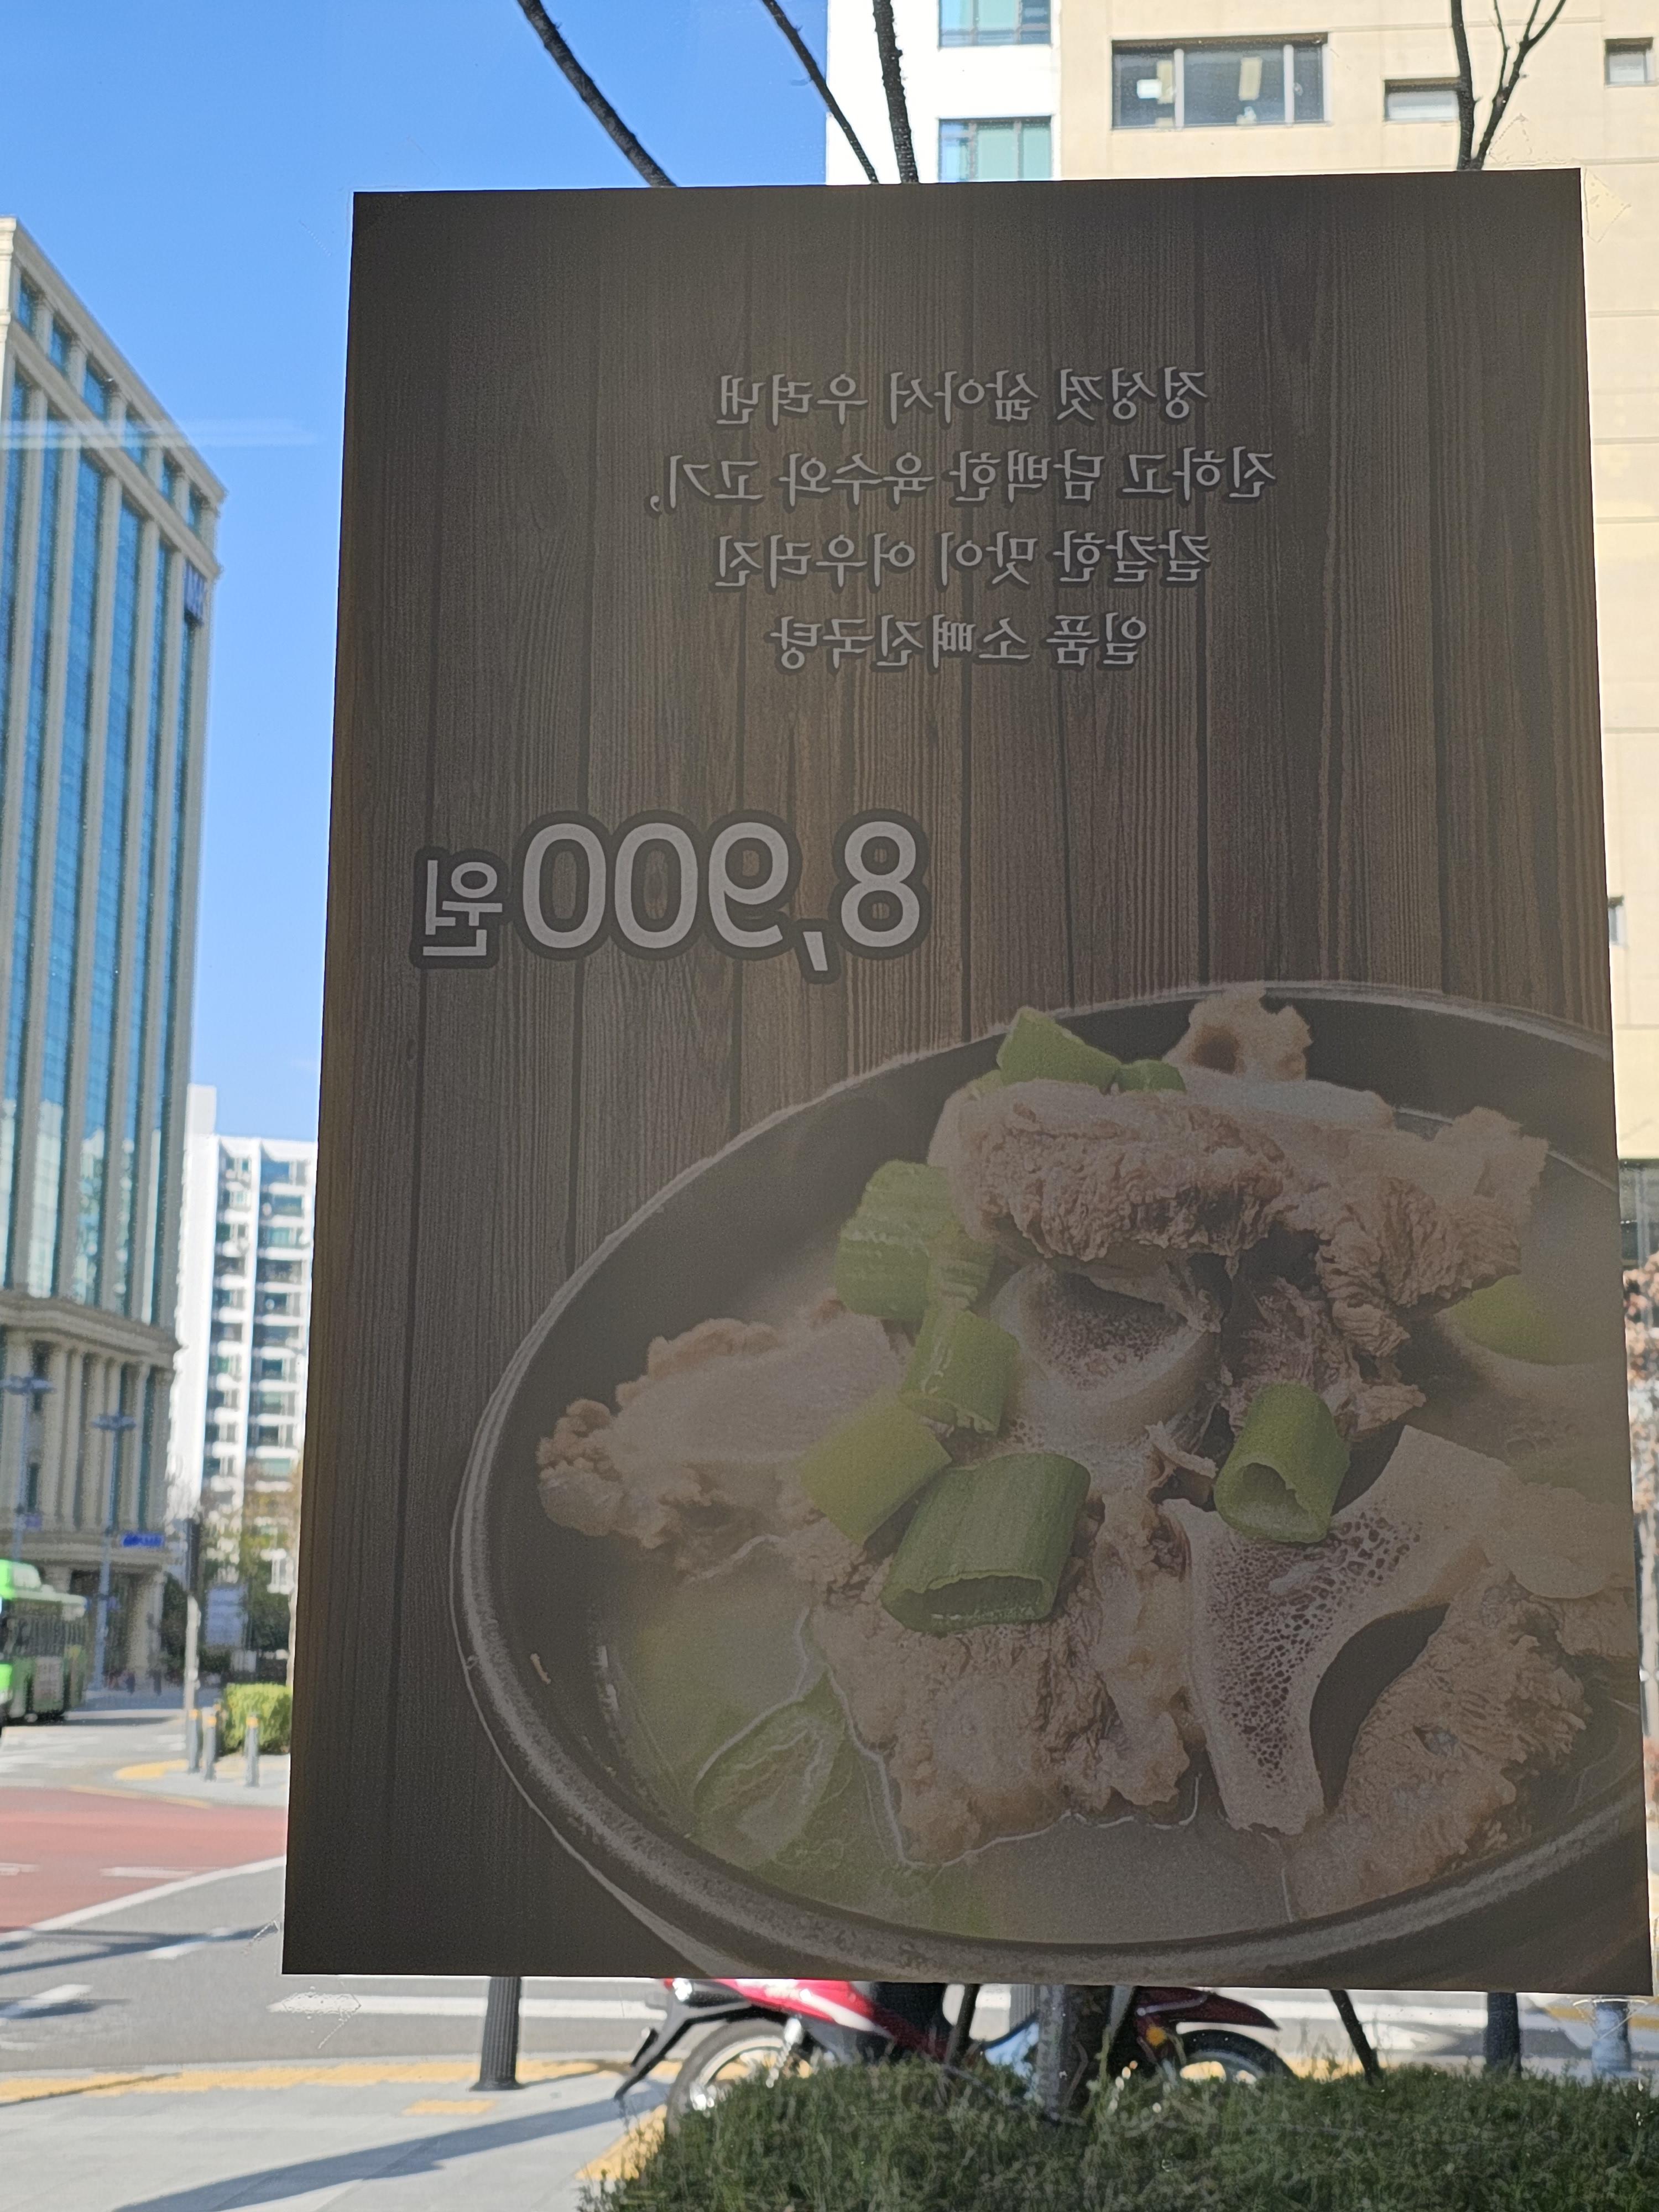 정성껏 삶아서 우려낸
진하고 담백한 육수와 고기,
칼칼한 맛이 어우러진
일품 소뼈진국탕
8,900원